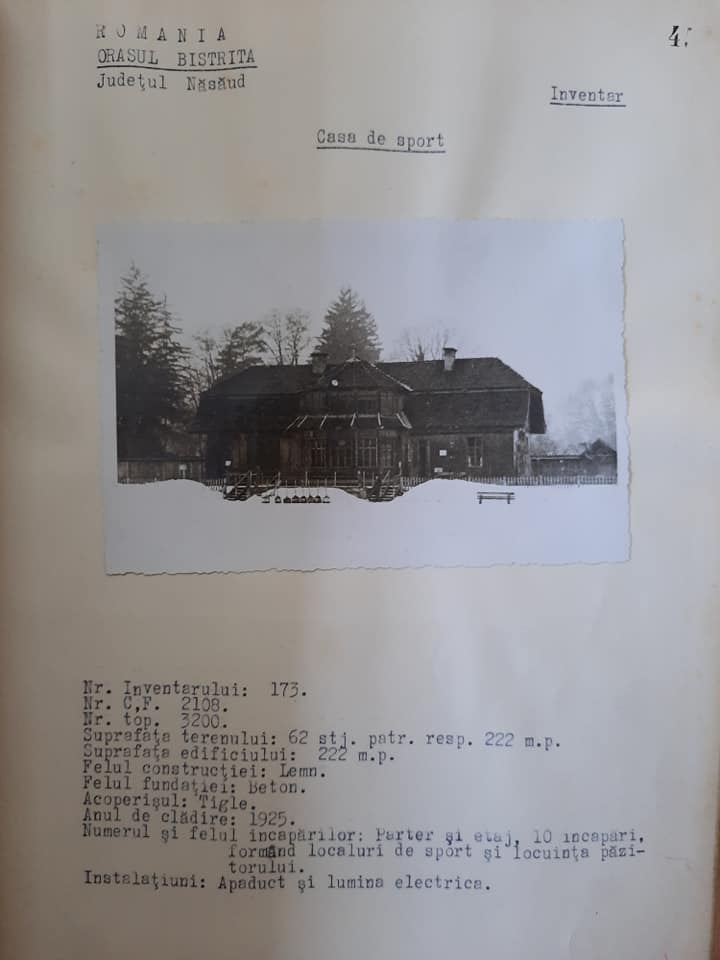 R O M A N I A
ORASUL BISTRITA
Judeţul Năsăud
Inventar
Casa de sport
Nr. Inventarului: 173.
Nr. C,F. 2108.
Nr. top. 3200.
Suprafaţa terenului: 62 stj. patr. resp. 222 m.p.
Suprafaţa edificiului: 222 m.p.
Felul construcţiei: Lemn.
Felul fundaţiei: Beton.
Acoperişul: Tigle.
Anul de clădire: 1925.
Numerul şi felul incapărilor: Parter şi etaj, 10 incapări,
formând localuri de sport şi locuinţa păzi-
torului.
Instalaţiuni: Apaduct şi lumina electrica.